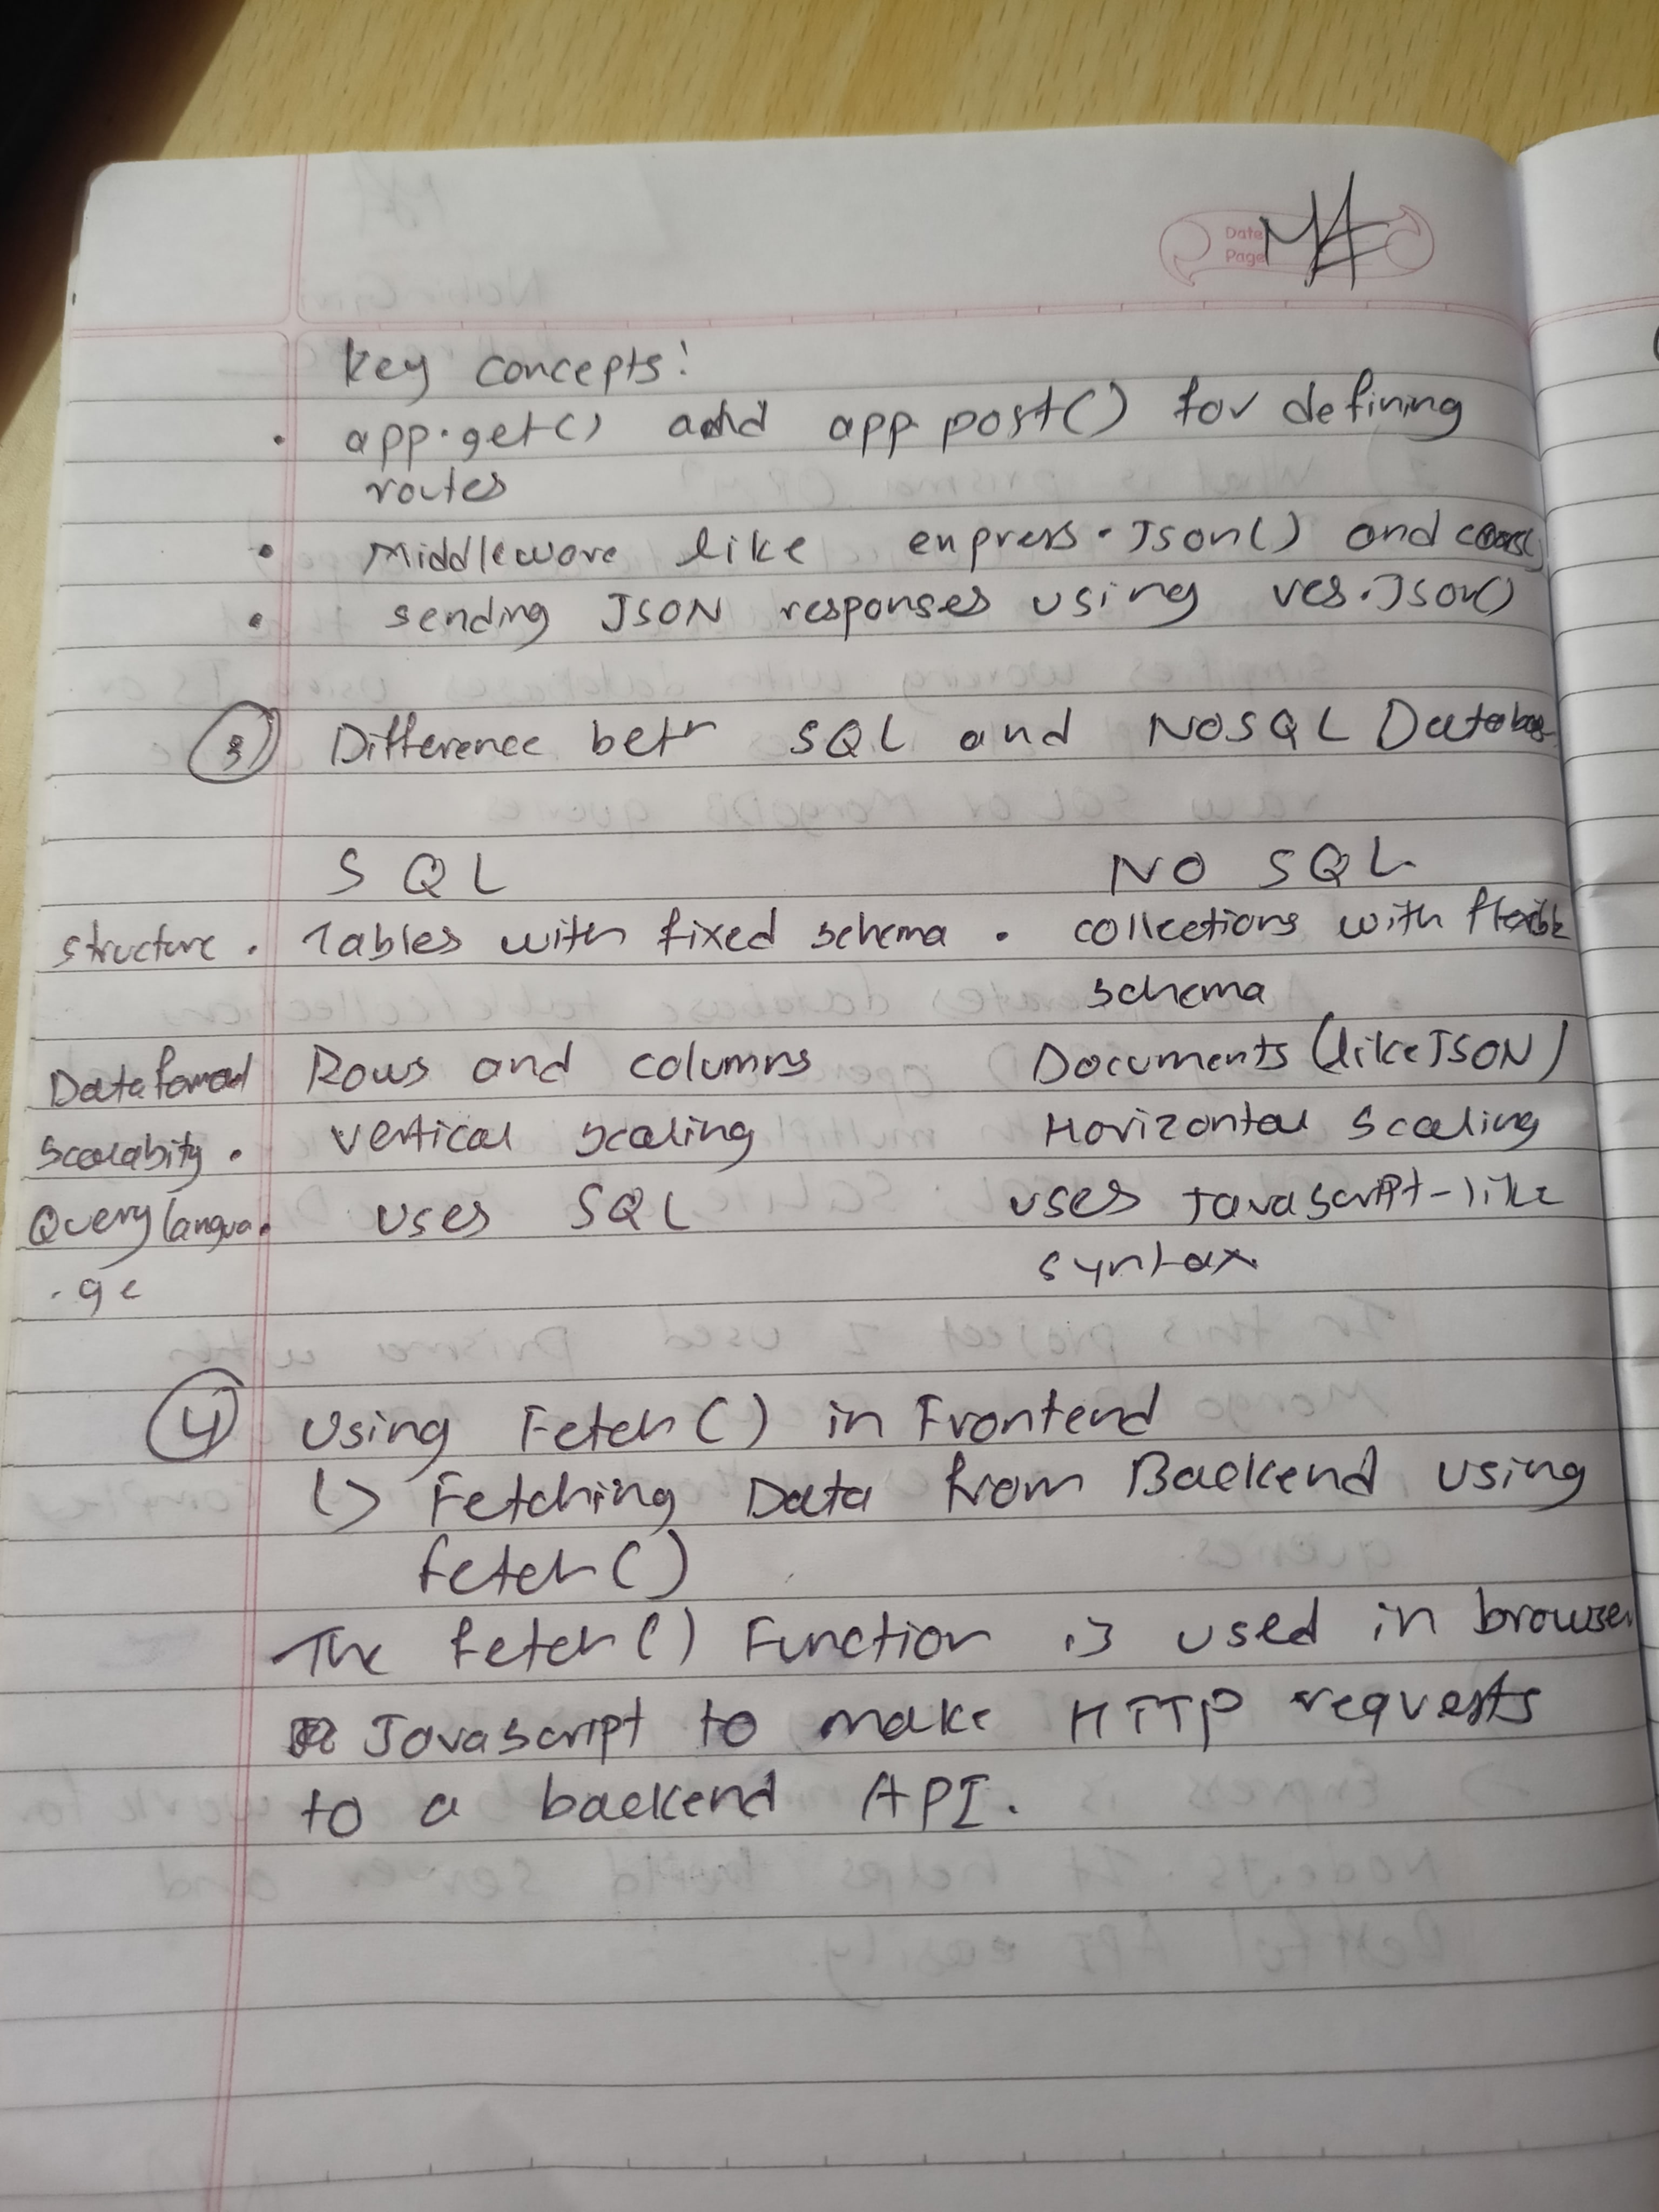 Date
Page
Key concepts:
• app.get() and app.post() for defining
routes
• Middleware like express.Json() and cors()
• sending JSON responses using res.Json()
3 Difference betn SQL and NOSQL Databas
SQL NO SQL
structure. Tables with fixed schema . collections with flexible
schema
Data format Rows and columns Documents (like JSON)
Scalabity. vertical scaling Horizontal scaling
Query langua. uses SQL uses Javascript-like
.ge syntax
4 Using Fetch() in Frontend
↳ Fetching Data from Backend using
fetch()
The fetch() Function is used in browser
Javascript to make HTTP requests
to a backend API.